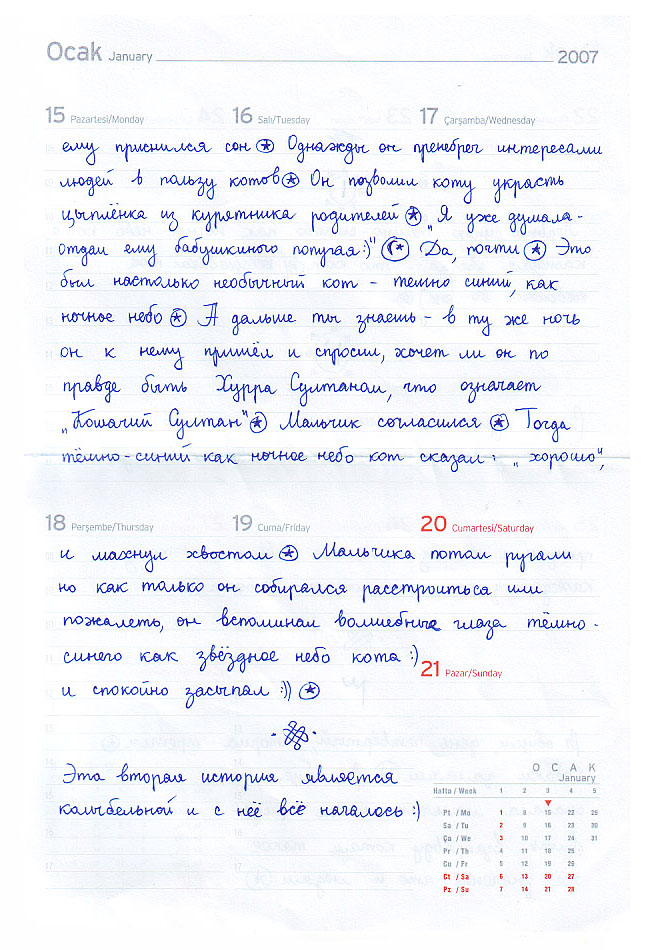 Ocak January 2007
15 Pazartesi/Monday 16 Salı/Tuesday 17 Çarşamba/Wednesday
ему приснился сон ⊛ Однажды он пренебрег интересами
людей в пользу котов ⊛ Он позволил коту украсть
цыплёнка из курятника родителей ⊛ „Я уже думала-
отдал ему бабушкиного попугая:)" (⊛) Да, почти ⊛ Это
был настолько необычный кот - темно синий, как
ночное небо ⊛ А дальше ты знаешь - в ту же ночь
он к нему пришёл и спросил, хочет ли он по
правде быть Хурра Султаном, что означает
„Кошачий Султан" ⊛ Мальчик согласился ⊛ Тогда
тёмно-синий как ночное небо кот сказал: „хорошо",
18 Perşembe/Thursday 19 Cuma/Friday 20 Cumartesi/Saturday
и махнул хвостом ⊛ Мальчика потом ругали
но как только он собирался расстроиться или
пожалеть, он вспоминал волшебные глаза тёмно-
синего как звёздное небо кота :)
21 Pazar/Sunday
и спокойно засыпал :)) ⊛
Эта вторая история является
колыбельной и с неё всё началось :)
O C A K
January
Hafta / Week 1 2 3 4 5
Pt / Mo 1 8 15 22 29
Sa / Tu 2 9 16 23 30
Ça / We 3 10 17 24 31
Pr / Th 4 11 18 25
Cu / Fr 5 12 19 26
Ct / Sa 6 13 20 27
Pz / Su 7 14 21 28